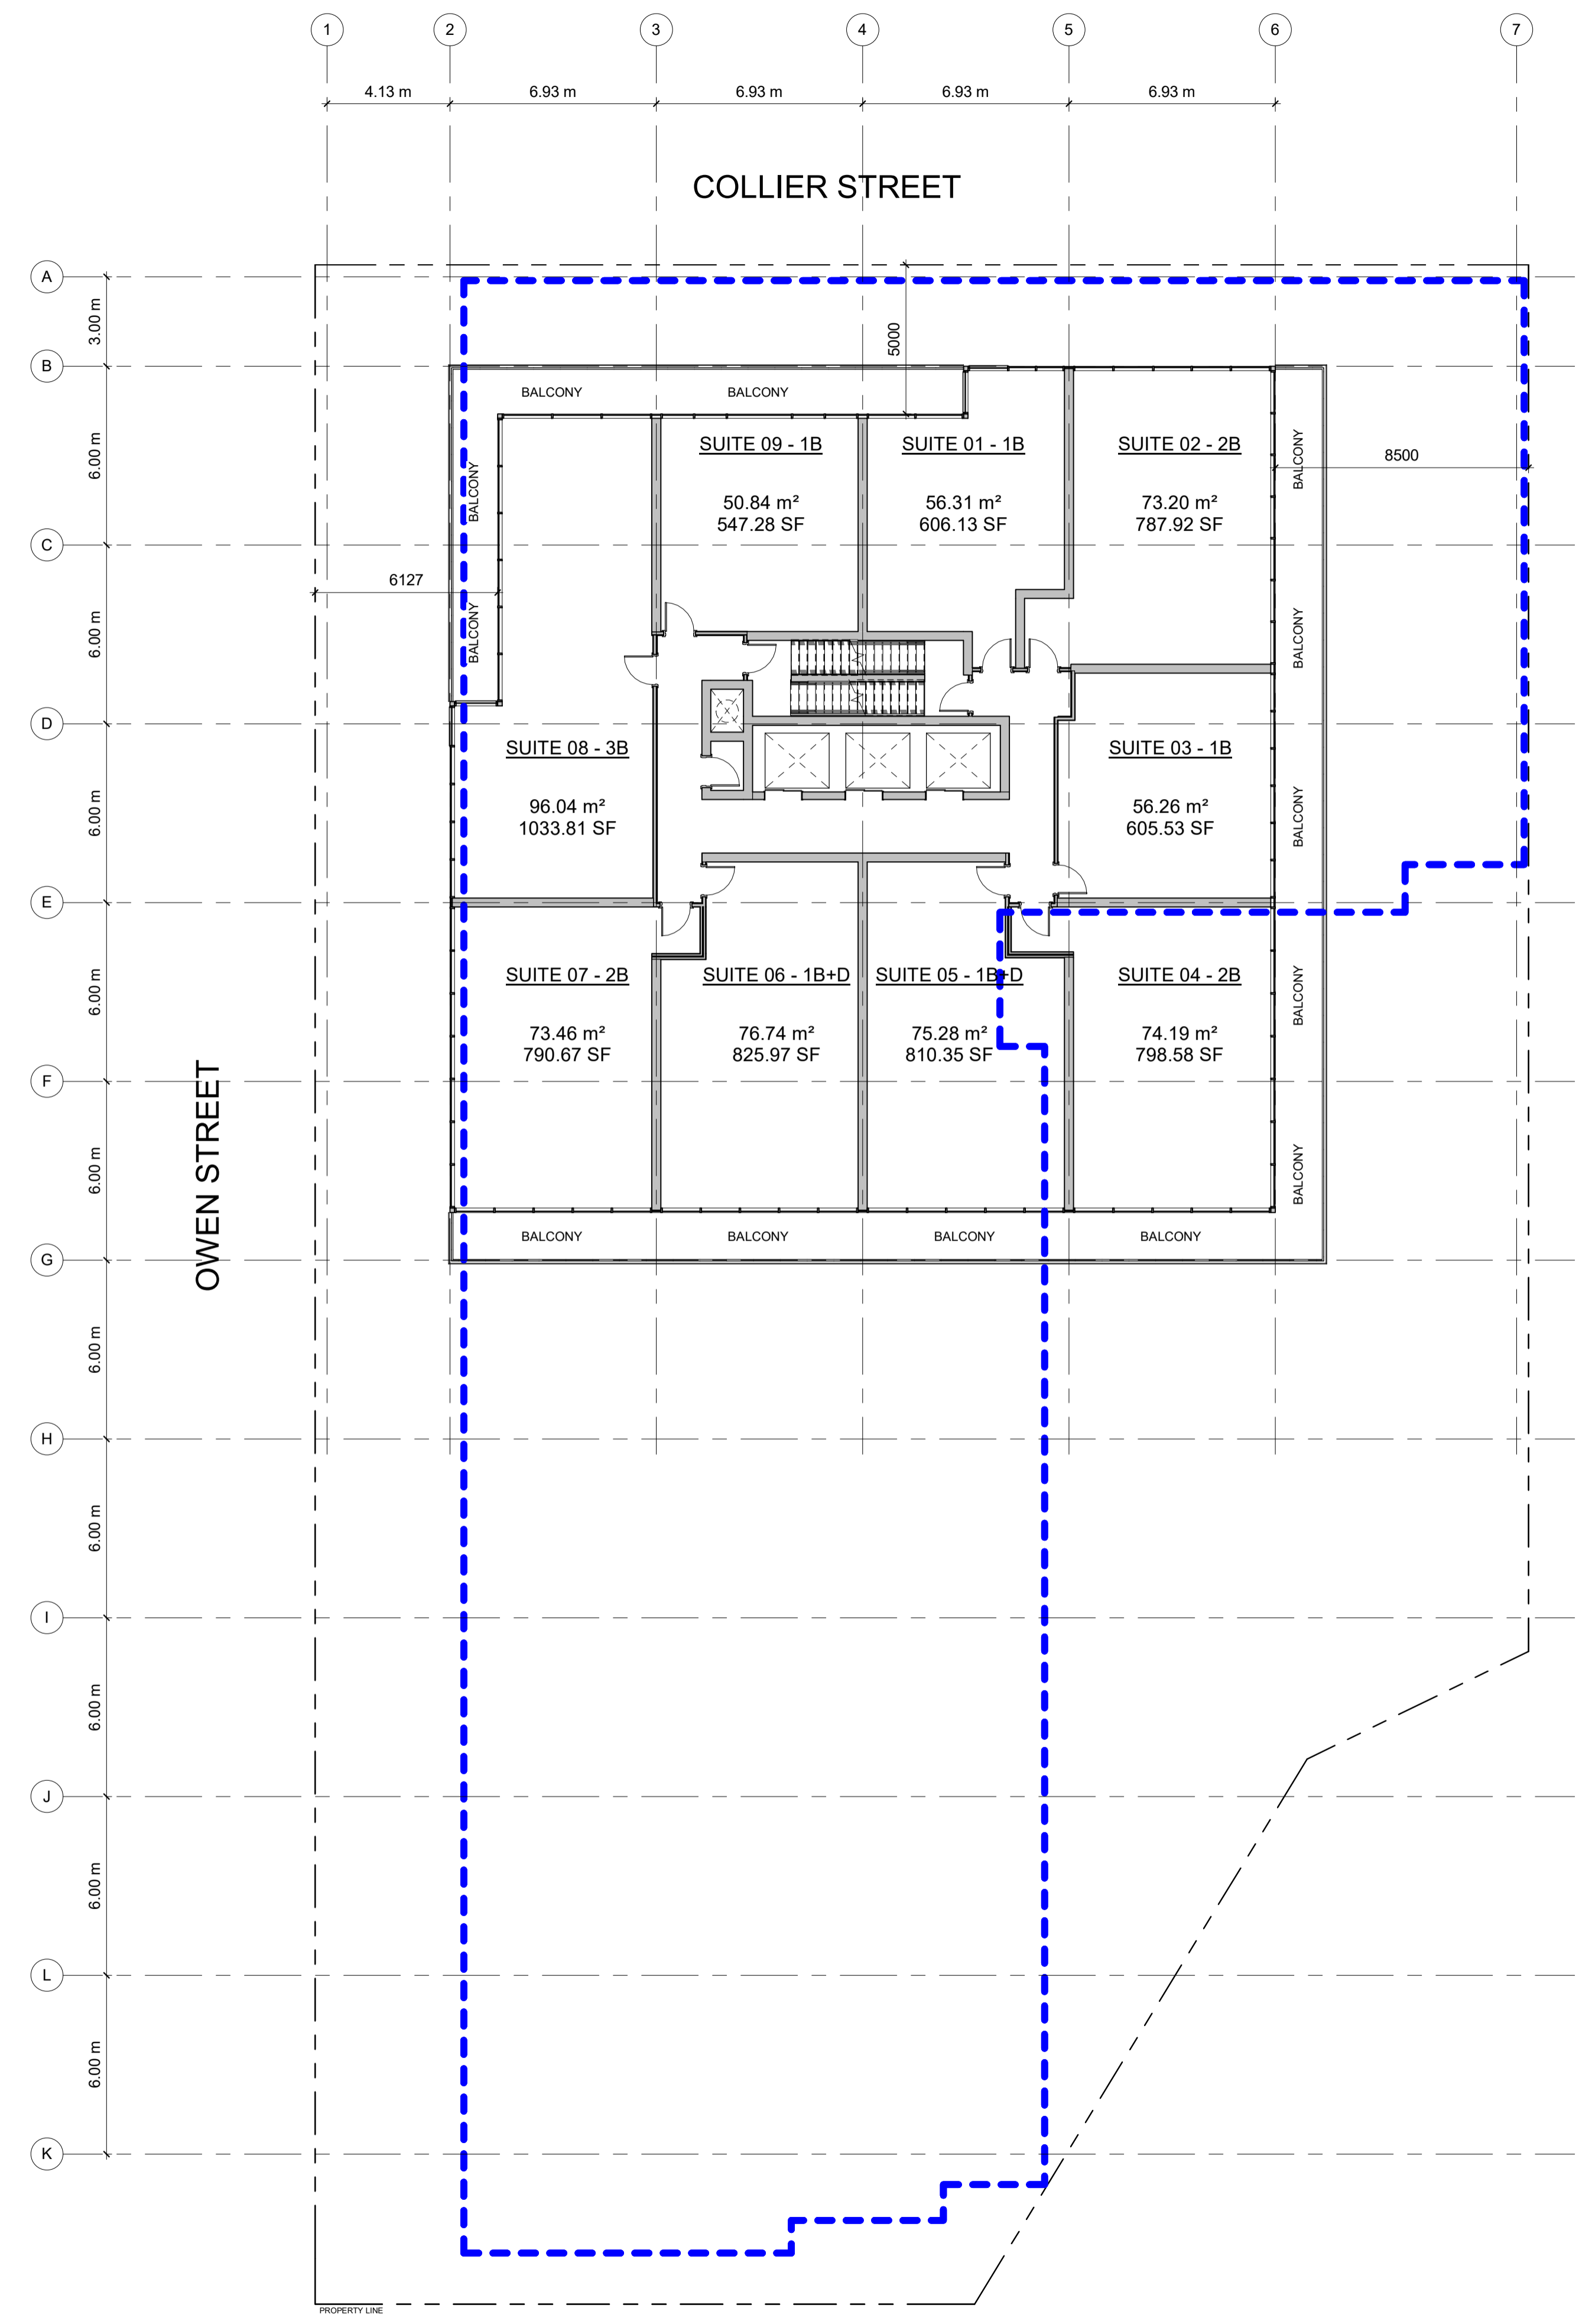 1 2 3 4 5 6 7
4.13 m 6.93 m 6.93 m 6.93 m 6.93 m
COLLIER STREET
A
3.00 m
5000
B
BALCONY BALCONY
6.00 m
SUITE 09 - 1B
50.84 m²
547.28 SF
SUITE 01 - 1B
56.31 m²
606.13 SF
SUITE 02 - 2B
73.20 m²
787.92 SF
BALCONY
8500
BALCONY
C
6127
6.00 m
BALCONY
BALCONY
D
SUITE 08 - 3B
96.04 m²
1033.81 SF
SUITE 03 - 1B
56.26 m²
605.53 SF
6.00 m
BALCONY
E
6.00 m
SUITE 07 - 2B
73.46 m²
790.67 SF
SUITE 06 - 1B+D
76.74 m²
825.97 SF
SUITE 05 - 1B+D
75.28 m²
810.35 SF
SUITE 04 - 2B
74.19 m²
798.58 SF
BALCONY
F
OWEN STREET
6.00 m
BALCONY
BALCONY BALCONY BALCONY BALCONY
G
6.00 m
H
6.00 m
I
6.00 m
J
6.00 m
L
6.00 m
K
PROPERTY LINE